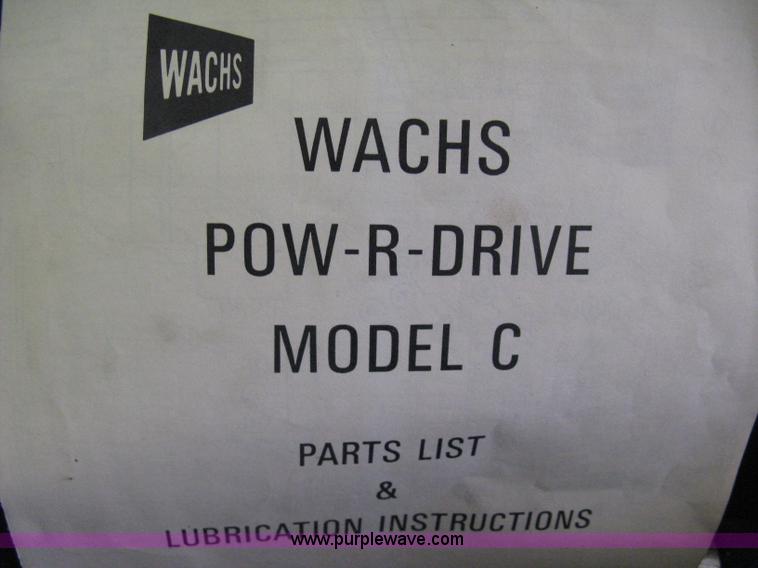 WACHS
WACHS
POW-R-DRIVE
MODEL C
PARTS LIST
&
LUBRICATION INSTRUCTIONS
www.purplewave.com